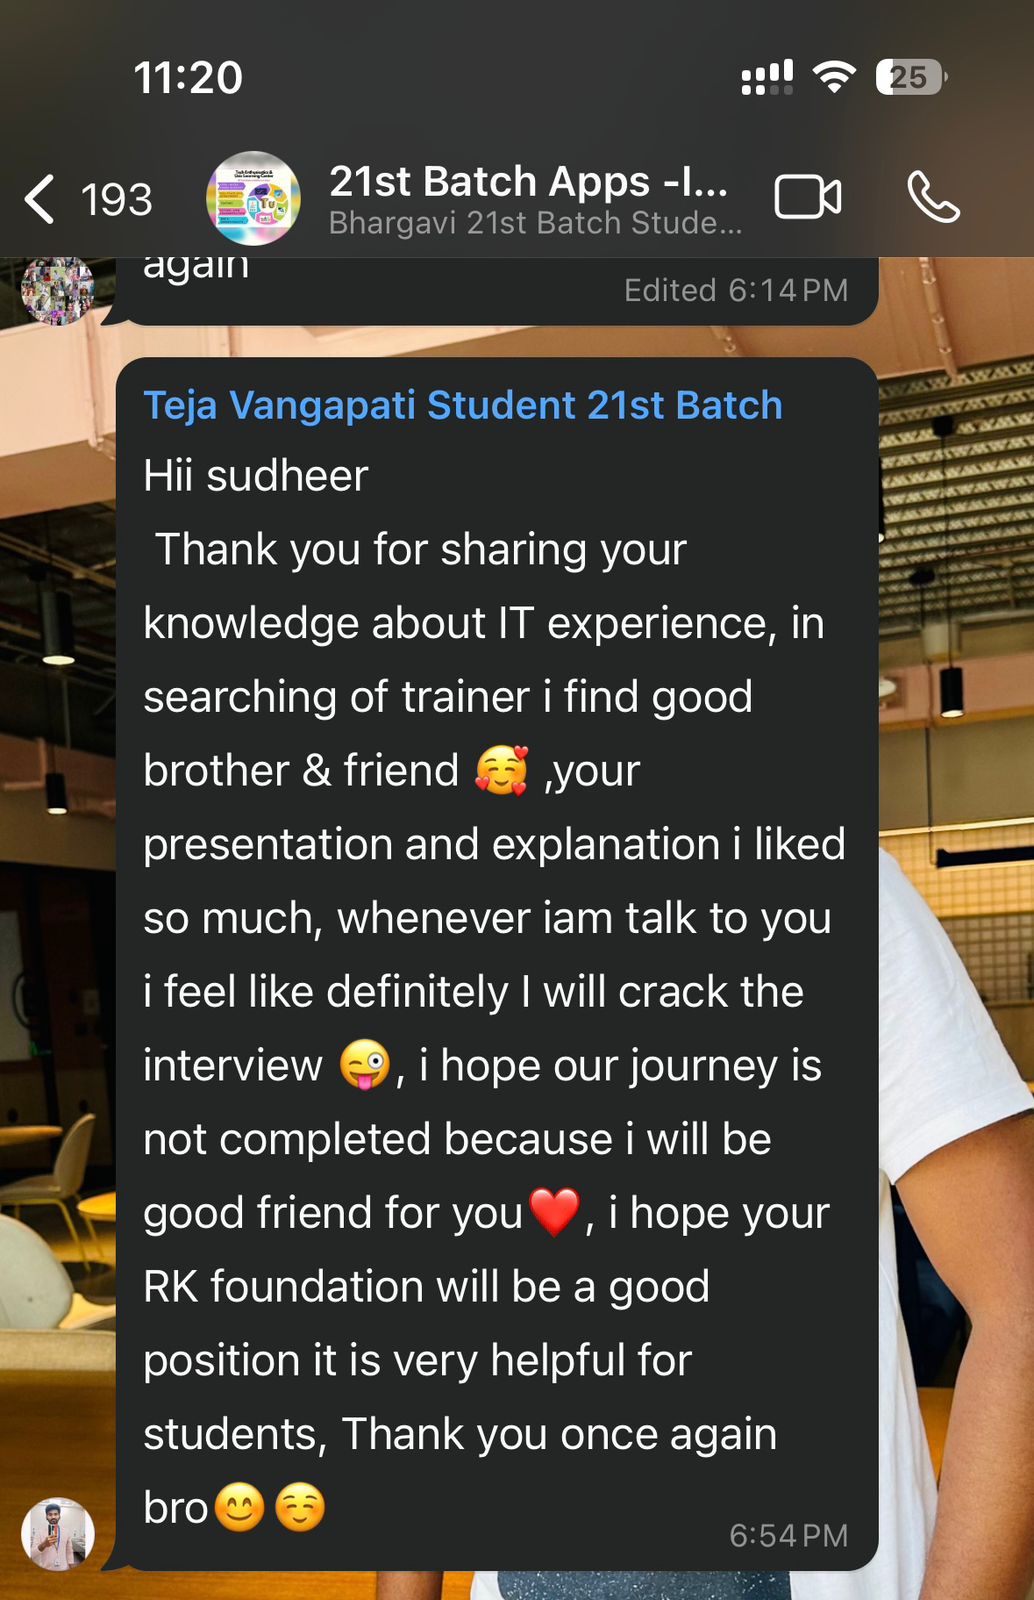 11:20
25
193
21st Batch Apps -I...
Bhargavi 21st Batch Stude...
again
Edited 6:14 PM
Teja Vangapati Student 21st Batch
Hii sudheer
Thank you for sharing your
knowledge about IT experience, in
searching of trainer i find good
brother & friend 🥰 ,your
presentation and explanation i liked
so much, whenever iam talk to you
i feel like definitely I will crack the
interview 😜, i hope our journey is
not completed because i will be
good friend for you❤️, i hope your
RK foundation will be a good
position it is very helpful for
students, Thank you once again
bro😊☺️
6:54 PM